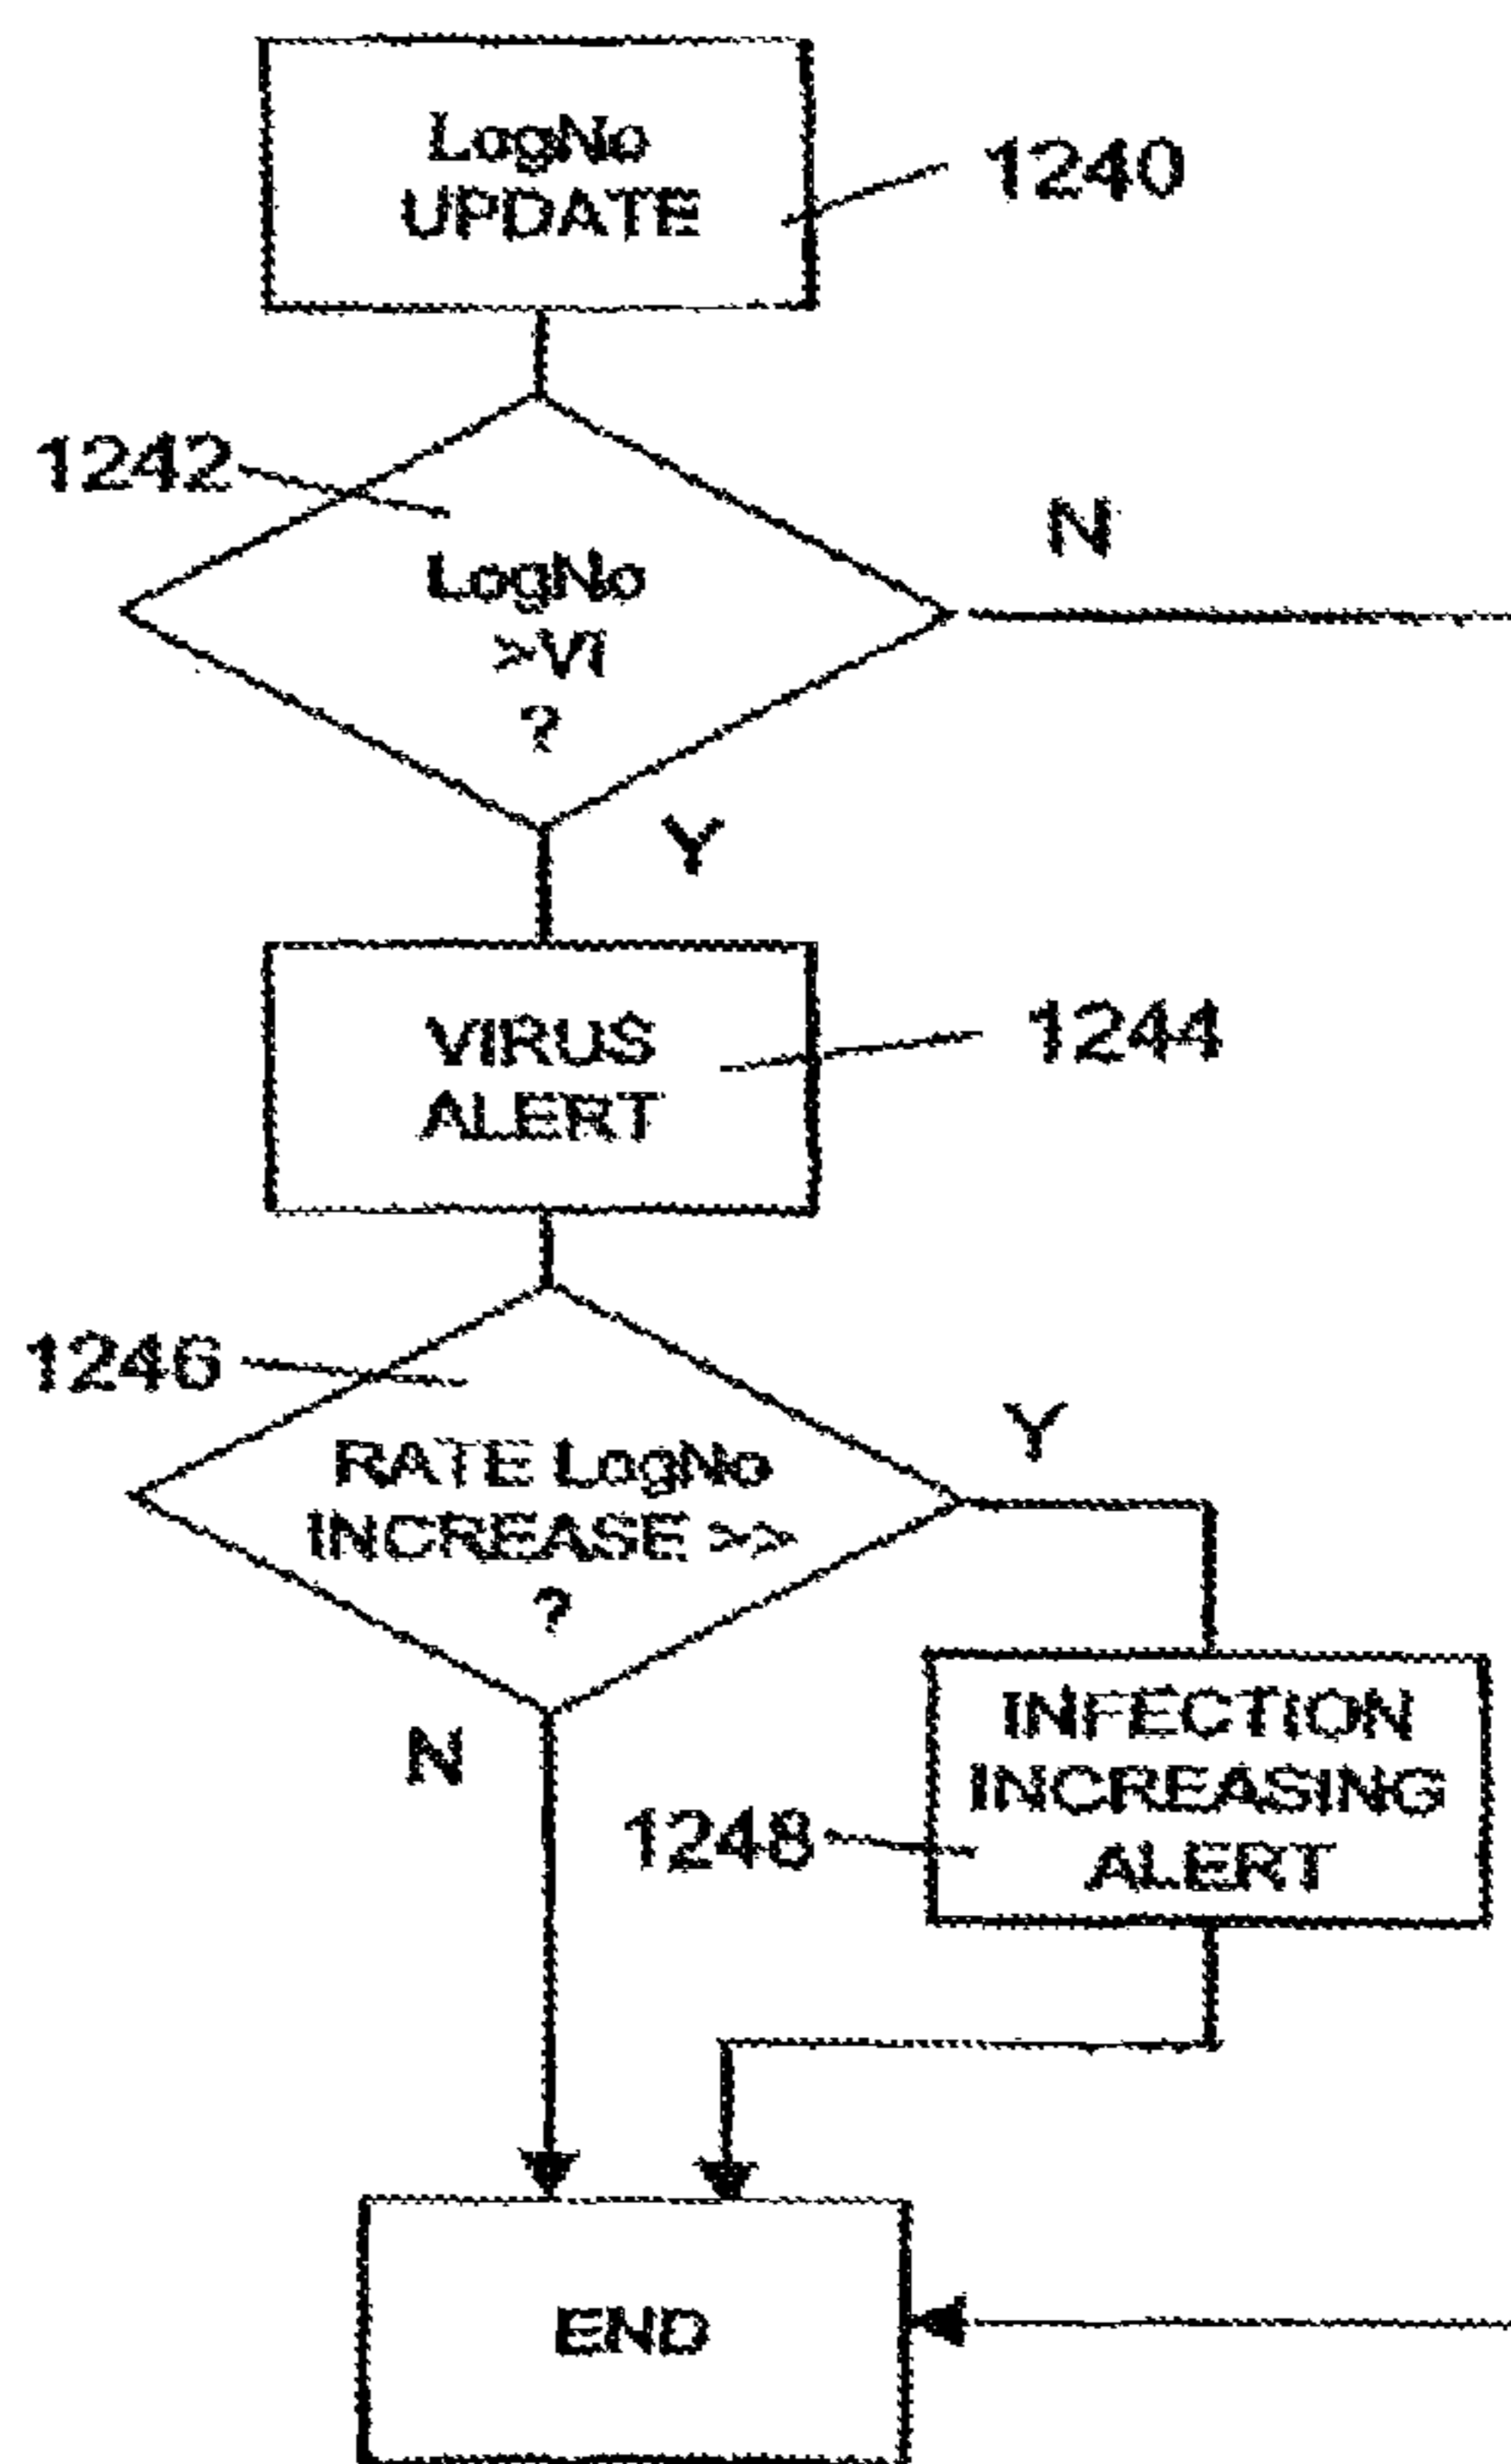 LogNo
UPDATE
1240
1242
LogNo
>Vi
?
N
Y
VIRUS
ALERT
1244
1246
RATE LogNo
INCREASE >>
?
Y
N
INFECTION
INCREASING
ALERT
1248
END